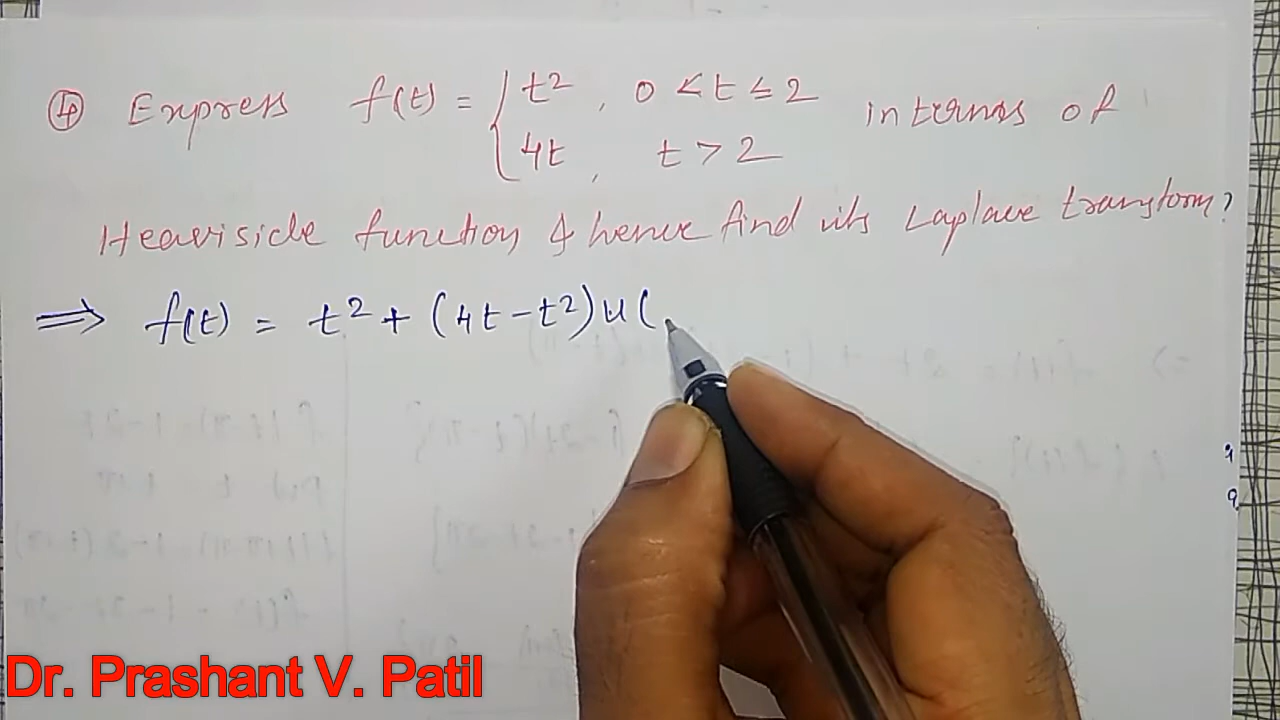 ④ Express f(t) = { t², 0 < t ≤ 2 in terms of
4t, t > 2
Heaviside function & hence find its Laplace transform?
⟹ f(t) = t² + (4t - t²) u(
Dr. Prashant V. Patil